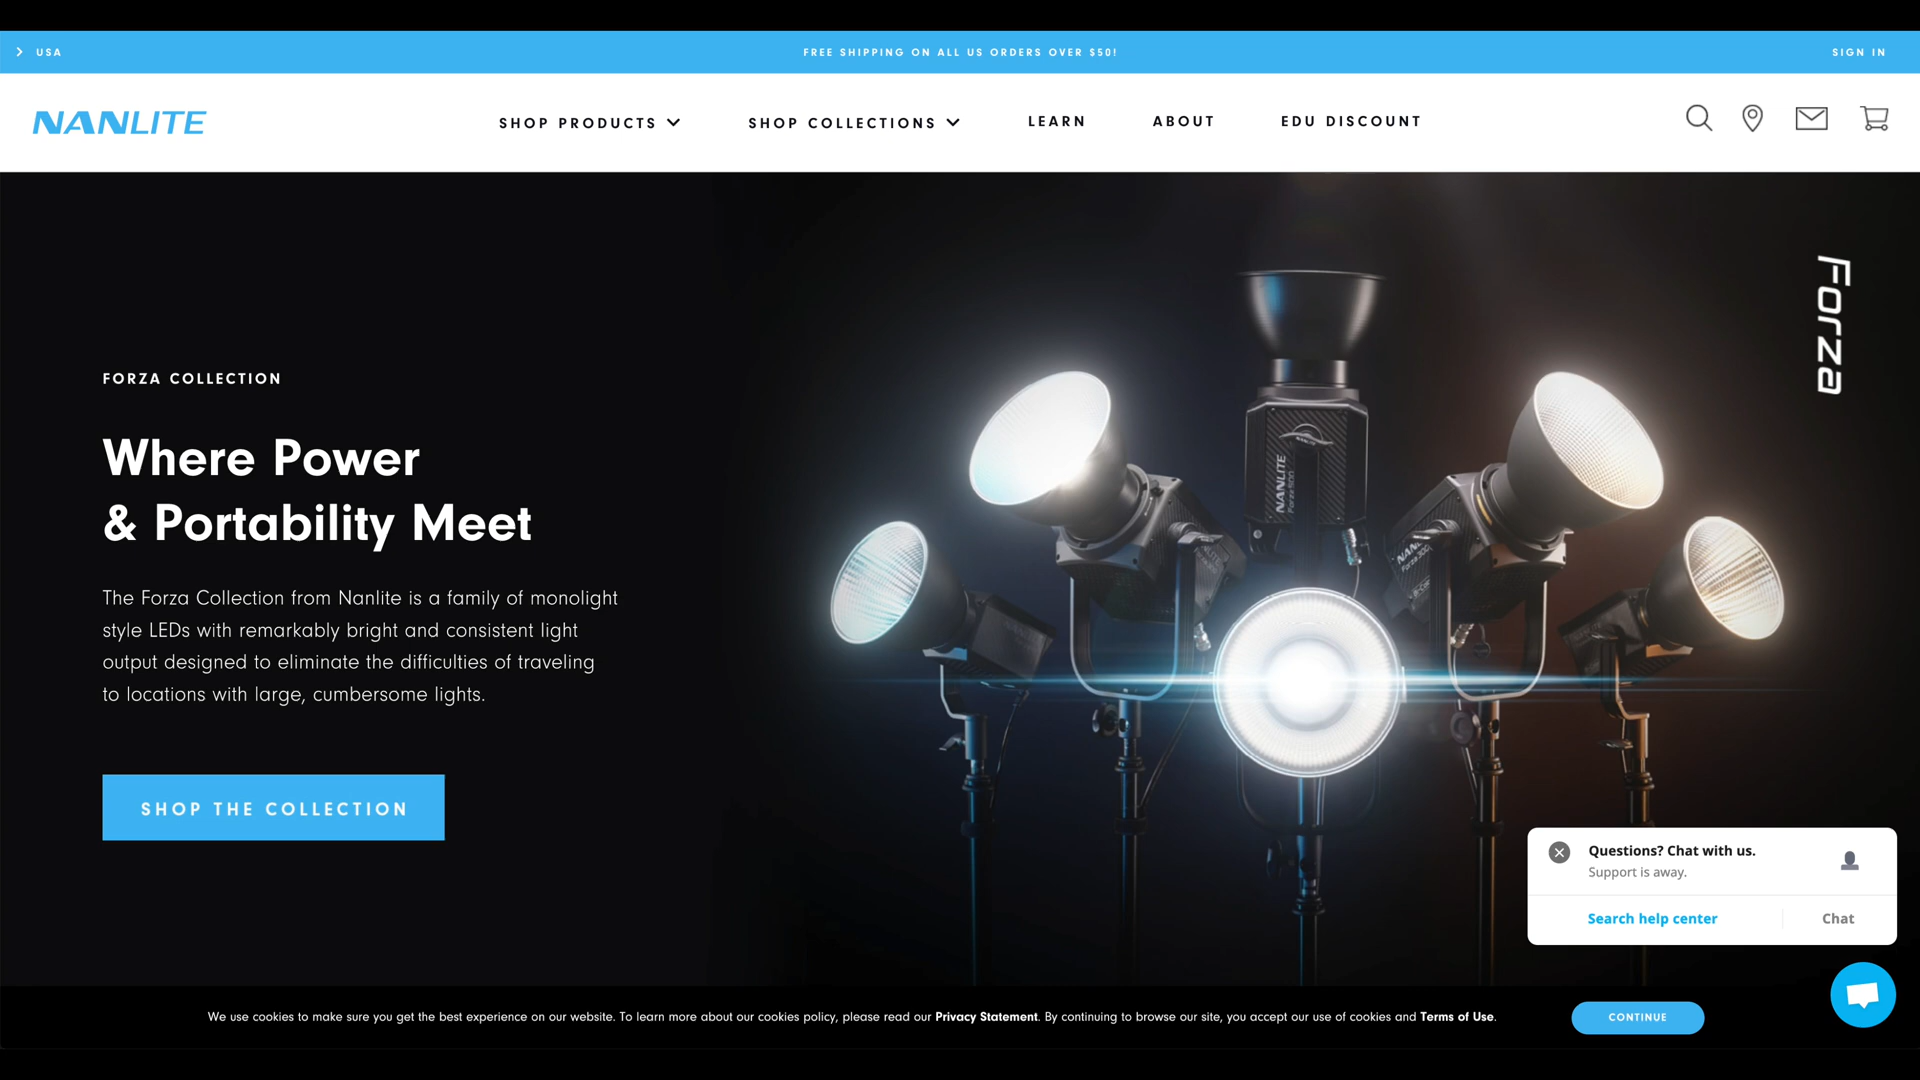 USA
FREE SHIPPING ON ALL US ORDERS OVER $50!
SIGN IN
NANLITE
SHOP PRODUCTS
SHOP COLLECTIONS
LEARN
ABOUT
EDU DISCOUNT
Forza
FORZA COLLECTION
Where Power
& Portability Meet
The Forza Collection from Nanlite is a family of monolight
style LEDs with remarkably bright and consistent light
output designed to eliminate the difficulties of traveling
to locations with large, cumbersome lights.
SHOP THE COLLECTION
NANLITE
NANLITE
Forza 500
Questions? Chat with us.
Support is away.
Search help center
Chat
We use cookies to make sure you get the best experience on our website. To learn more about our cookies policy, please read our Privacy Statement. By continuing to browse our site, you accept our use of cookies and Terms of Use.
CONTINUE